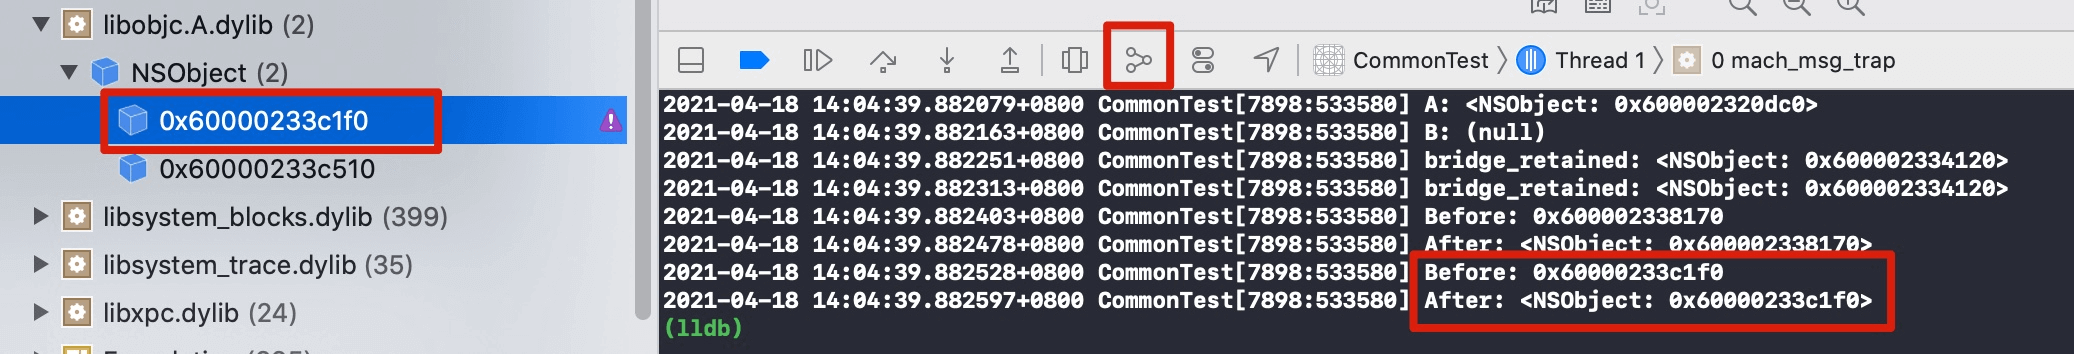 libobjc.A.dylib (2)
NSObject (2)
0x60000233c1f0
0x60000233c510
libsystem_blocks.dylib (399)
libsystem_trace.dylib (35)
libxpc.dylib (24)
CommonTest 〉 Thread 1 〉 0 mach_msg_trap
2021-04-18 14:04:39.882079+0800 CommonTest[7898:533580] A: <NSObject: 0x600002320dc0>
2021-04-18 14:04:39.882163+0800 CommonTest[7898:533580] B: (null)
2021-04-18 14:04:39.882251+0800 CommonTest[7898:533580] bridge_retained: <NSObject: 0x600002334120>
2021-04-18 14:04:39.882313+0800 CommonTest[7898:533580] bridge_retained: <NSObject: 0x600002334120>
2021-04-18 14:04:39.882403+0800 CommonTest[7898:533580] Before: 0x600002338170
2021-04-18 14:04:39.882478+0800 CommonTest[7898:533580] After: <NSObject: 0x600002338170>
2021-04-18 14:04:39.882528+0800 CommonTest[7898:533580] Before: 0x60000233c1f0
2021-04-18 14:04:39.882597+0800 CommonTest[7898:533580] After: <NSObject: 0x60000233c1f0>
(lldb)